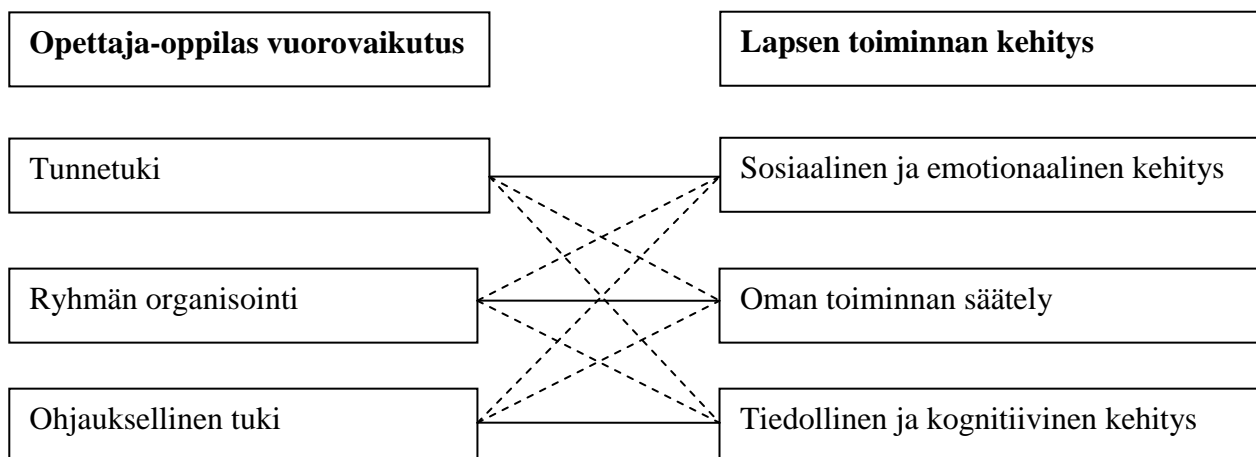 Opettaja-oppilas vuorovaikutus
Lapsen toiminnan kehitys
Tunnetuki
Sosiaalinen ja emotionaalinen kehitys
Ryhmän organisointi
Oman toiminnan säätely
Ohjauksellinen tuki
Tiedollinen ja kognitiivinen kehitys